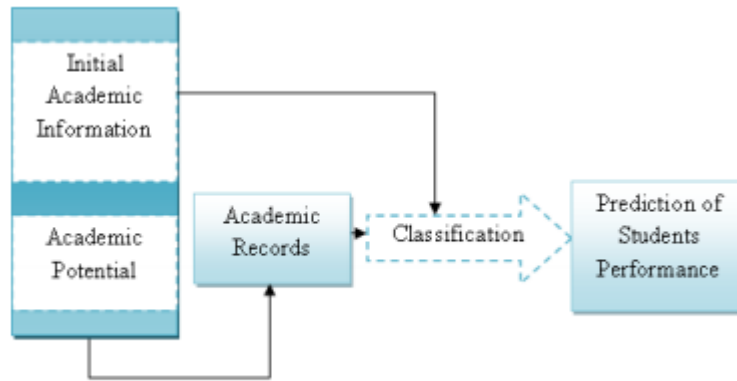 Initial
Academic
Information
Academic
Potential
Academic
Records
Classification
Prediction of
Students
Performance